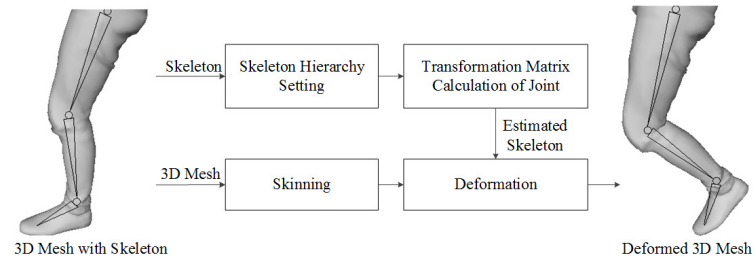 Skeleton
Skeleton Hierarchy
Setting
Transformation Matrix
Calculation of Joint
Estimated
Skeleton
3D Mesh
Skinning
Deformation
3D Mesh with Skeleton
Deformed 3D Mesh